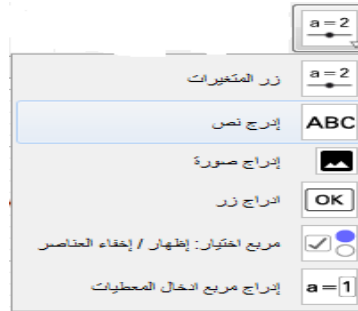 a = 2
زر المتغيرات a = 2
إدرج نص ABC
إدراج صورة
ادراج زر OK
مربع اختيار: إظهار / إخفاء العناصر
إدراج مربع ادخال المعطيات a = 1